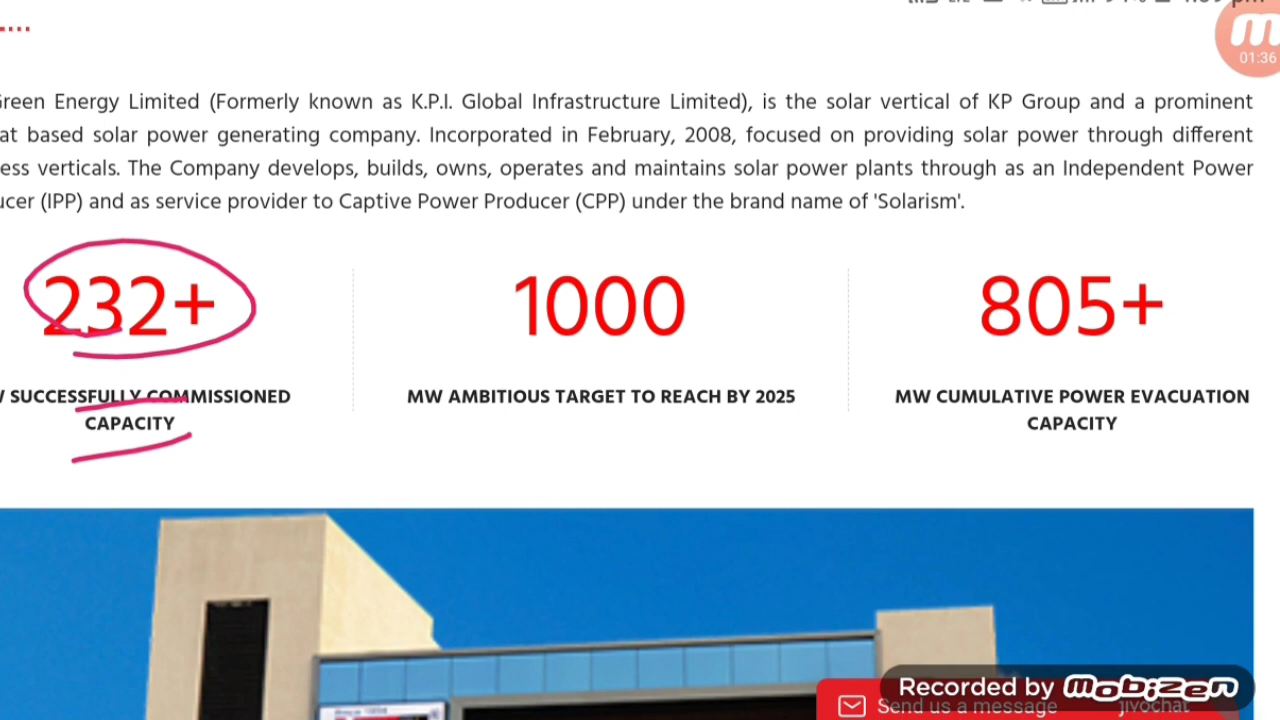 01:36
Green Energy Limited (Formerly known as K.P.I. Global Infrastructure Limited), is the solar vertical of KP Group and a prominent
at based solar power generating company. Incorporated in February, 2008, focused on providing solar power through different
ess verticals. The Company develops, builds, owns, operates and maintains solar power plants through as an Independent Power
ucer (IPP) and as service provider to Captive Power Producer (CPP) under the brand name of 'Solarism'.
232+
1000
805+
SUCCESSFULLY COMMISSIONED
CAPACITY
MW AMBITIOUS TARGET TO REACH BY 2025
MW CUMULATIVE POWER EVACUATION
CAPACITY
Recorded by Mobizen
Send us a message
jivochat